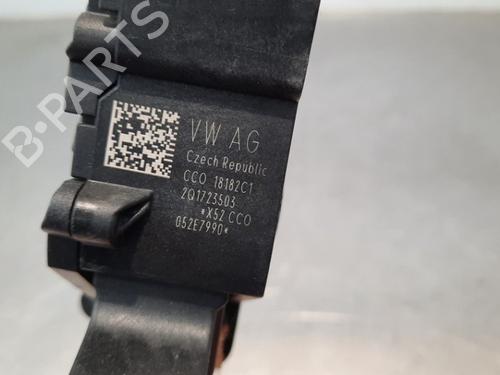 VW AG
Czech Republic
CCO 18182C1
2Q1723503
*X52 CCO
052E7990*
B-PARTS